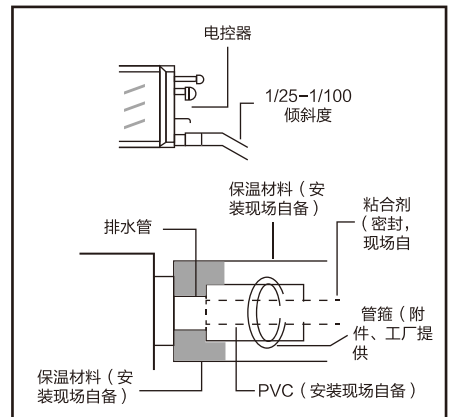 电控器
1/25-1/100
倾斜度
保温材料（安
装现场自备）
粘合剂
（密封，
现场自
排水管
管箍（附
件、工厂提
供
保温材料（安
装现场自备）
PVC（安装现场自备）